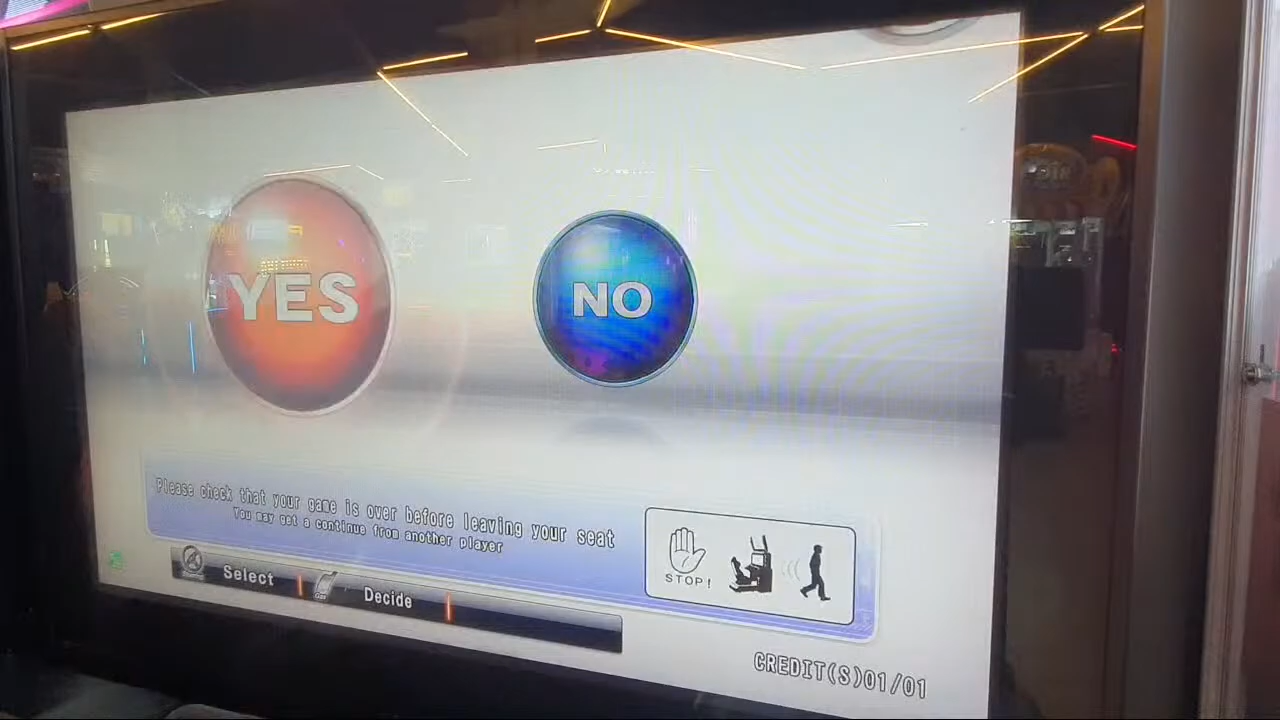 YES
NO
Please check that your game is over before leaving your seat
You may get a continue from another player
STOP!
Select
Decide
CREDIT(S)01/01